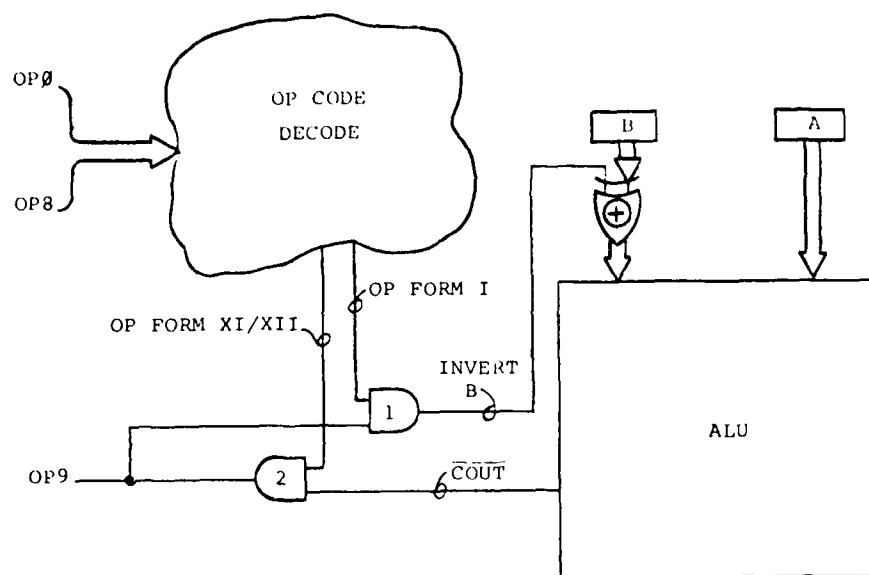 OPØ
OP CODE
DECODE
B
A
OP8
OP FORM I
OP FORM XI/XII
INVERT
B
1
ALU
COUT
2
OP9